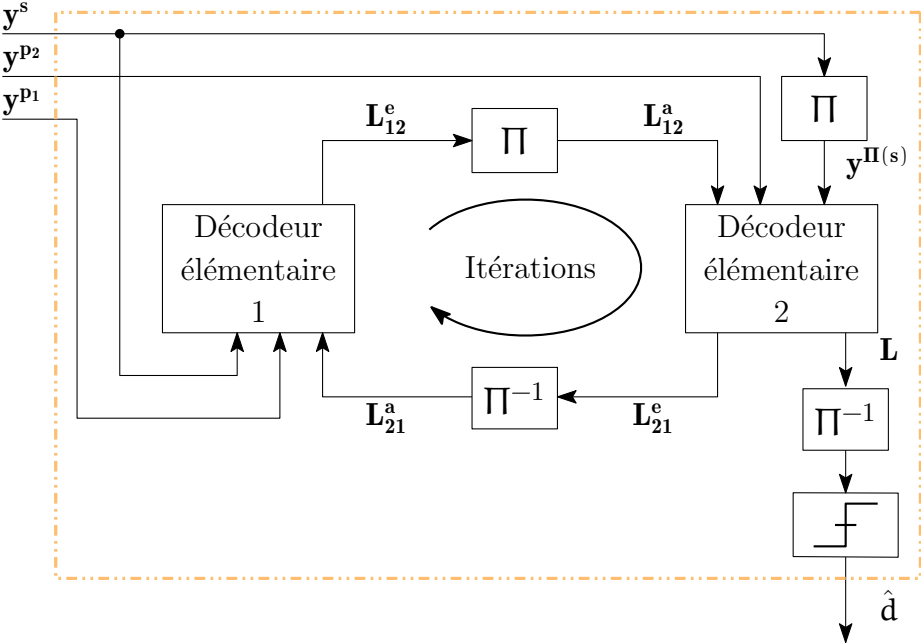 y^s
y^{p_2}
y^{p_1}
L^e_{12}
∏
L^a_{12}
∏
y^{Π(s)}
Décodeur
élémentaire
1
Itérations
Décodeur
élémentaire
2
L
L^a_{21}
∏^{-1}
L^e_{21}
∏^{-1}
d̂